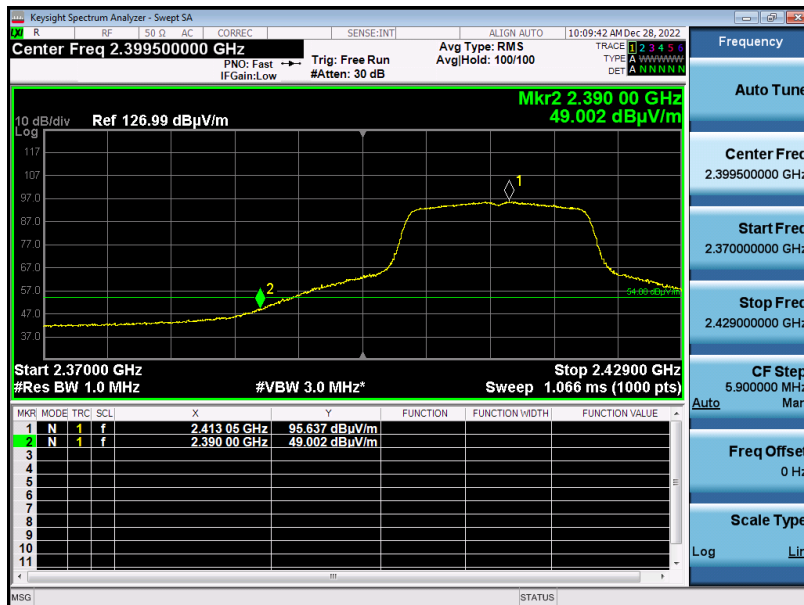 Keysight Spectrum Analyzer - Swept SA
LXI R RF 50 Ω AC CORREC SENSE:INT ALIGN AUTO 10:09:42 AM Dec 28, 2022
Center Freq 2.399500000 GHz
PNO: Fast
IFGain:Low
Trig: Free Run
#Atten: 30 dB
Avg Type: RMS
Avg|Hold: 100/100
TRACE 1 2 3 4 5 6
TYPE A W W W W W
DET A N N N N N
Mkr2 2.390 00 GHz
49.002 dBµV/m
10 dB/div Ref 126.99 dBµV/m
Log
117
107
97.0
87.0
77.0
67.0
57.0
47.0
37.0
1
2
54.00 dBµV/m
Start 2.37000 GHz Stop 2.42900 GHz
#Res BW 1.0 MHz #VBW 3.0 MHz* Sweep 1.066 ms (1000 pts)
MKR MODE TRC SCL X Y FUNCTION FUNCTION WIDTH FUNCTION VALUE
1 N 1 f 2.413 05 GHz 95.637 dBµV/m
2 N 1 f 2.390 00 GHz 49.002 dBµV/m
3
4
5
6
7
8
9
10
11
MSG STATUS
Frequency
Auto Tune
Center Freq
2.399500000 GHz
Start Freq
2.370000000 GHz
Stop Freq
2.429000000 GHz
CF Step
5.900000 MHz
Auto Man
Freq Offset
0 Hz
Scale Type
Log Lin